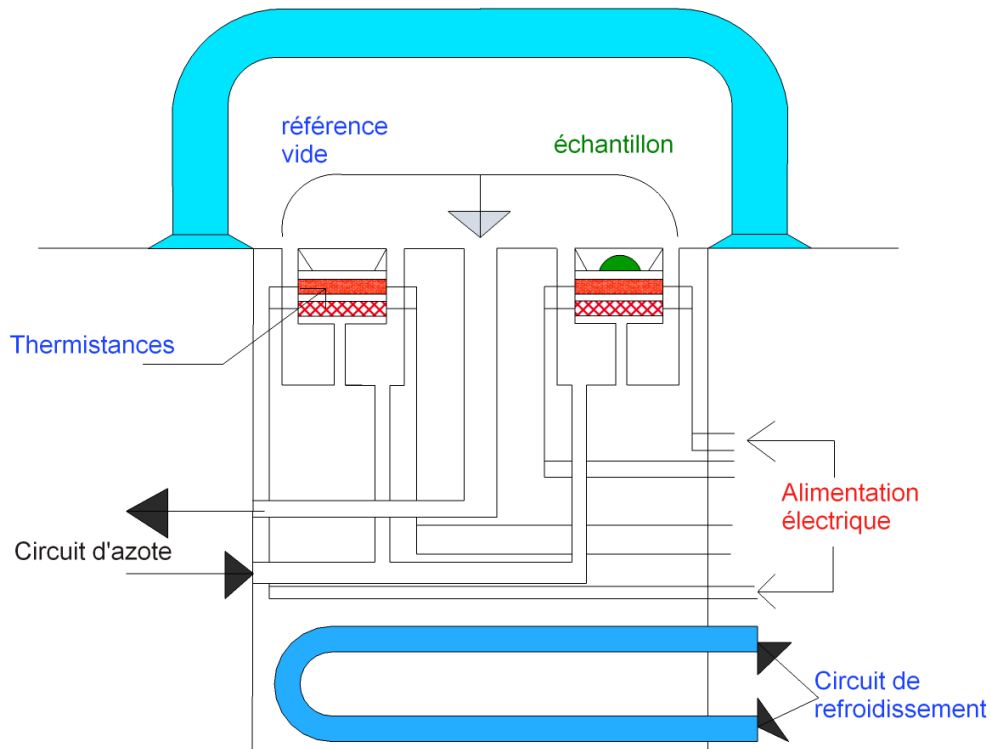 référence
vide
échantillon
Thermistances
Alimentation
électrique
Circuit d'azote
Circuit de
refroidissement